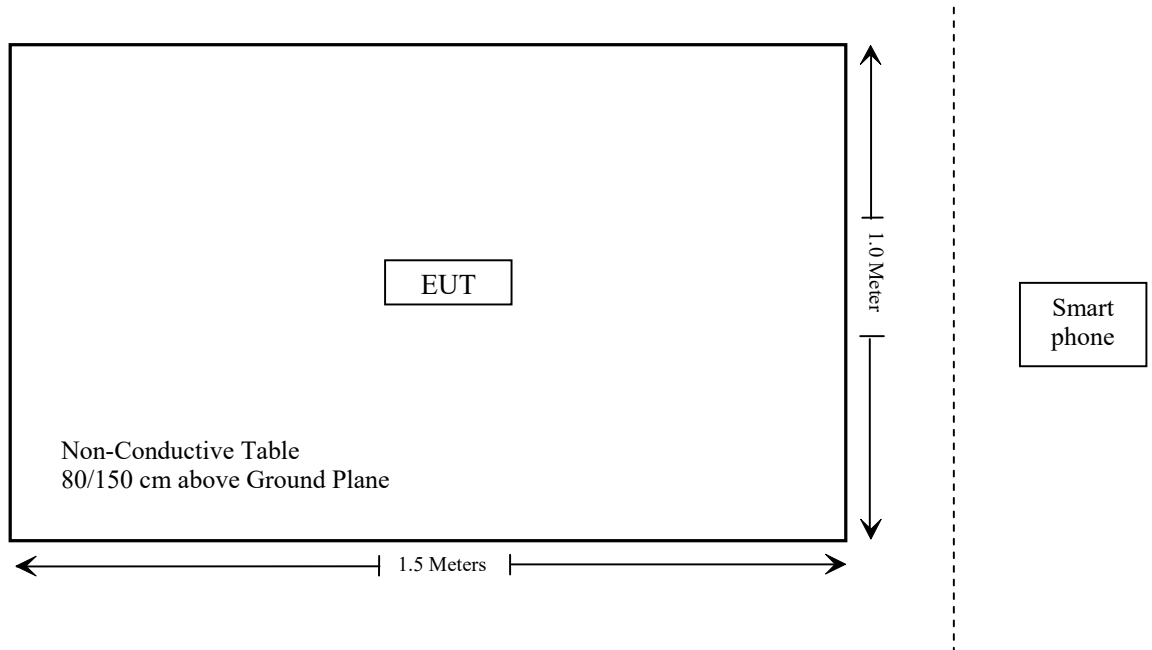 EUT
1.0 Meter
Smart
phone
Non-Conductive Table
80/150 cm above Ground Plane
1.5 Meters